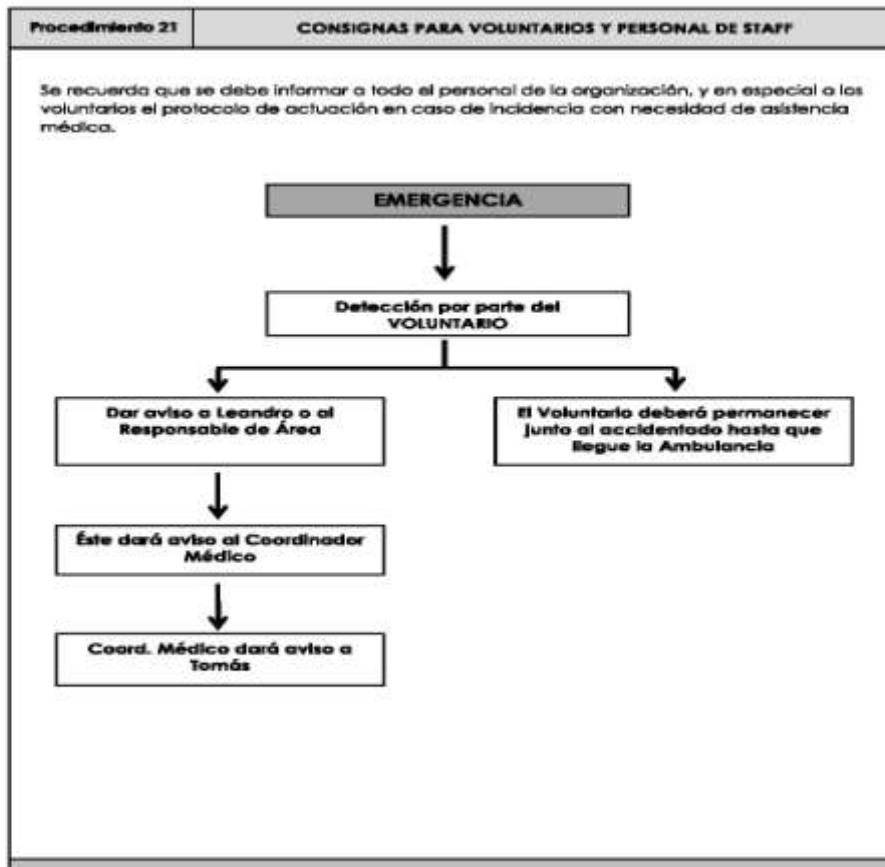 Procedimiento 21
CONSIGNAS PARA VOLUNTARIOS Y PERSONAL DE STAFF
Se recuerda que se debe informar a todo el personal de la organización, y en especial a los
voluntarios el protocolo de actuación en caso de incidencia con necesidad de asistencia
médica.
EMERGENCIA
Detección por parte del
VOLUNTARIO
Dar aviso a Leandro o al
Responsable de Área
El Voluntario deberá permanecer
junto al accidentado hasta que
llegue la Ambulancia
Éste dará aviso al Coordinador
Médico
Coord. Médico dará aviso a
Tomás